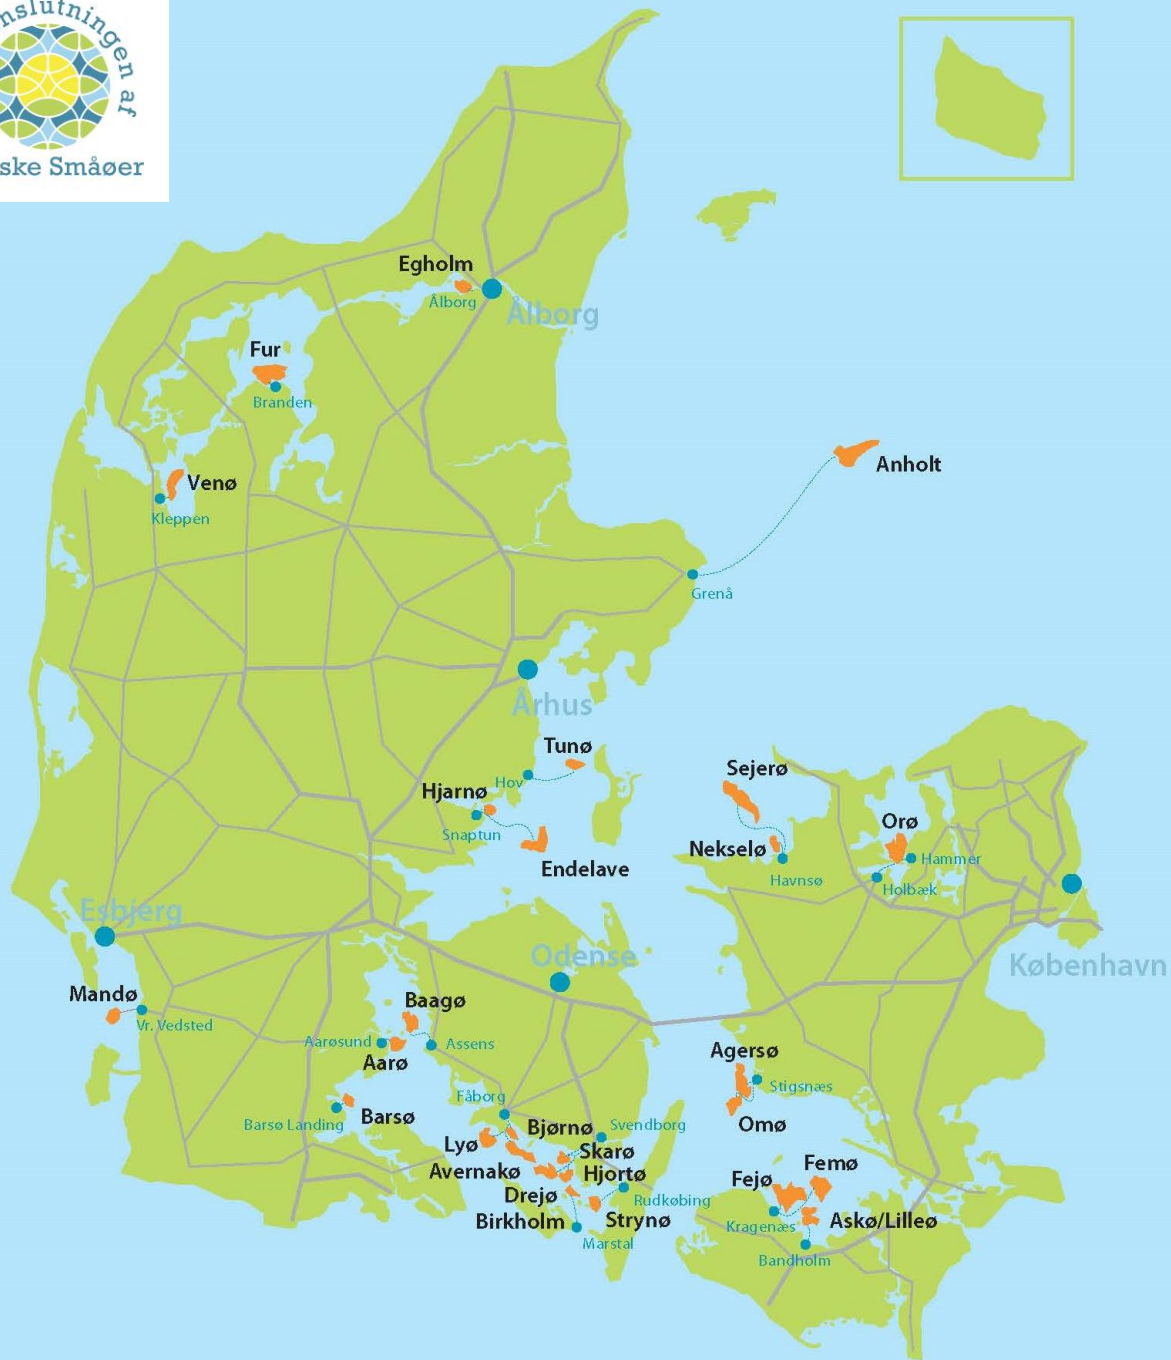 nslutningen af
ske Småøer
Egholm
Ålborg
Ålborg
Fur
Branden
Anholt
Venø
Kleppen
Grenå
Århus
Tunø
Hov
Sejerø
Hjarnø
Snaptun
Orø
Nekselø
Hammer
Endelave
Havnsø
Holbæk
Esbjerg
Odense
København
Mandø
Vr. Vedsted
Baagø
Aarøsund
Assens
Aarø
Agersø
Stigsnæs
Fåborg
Barsø
Barsø Landing
Omø
Bjørnø
Svendborg
Lyø
Skarø
Avernakø
Hjortø
Femø
Fejø
Drejø
Rudkøbing
Birkholm
Strynø
Kragenæs
Askø/Lilleø
Marstal
Bandholm